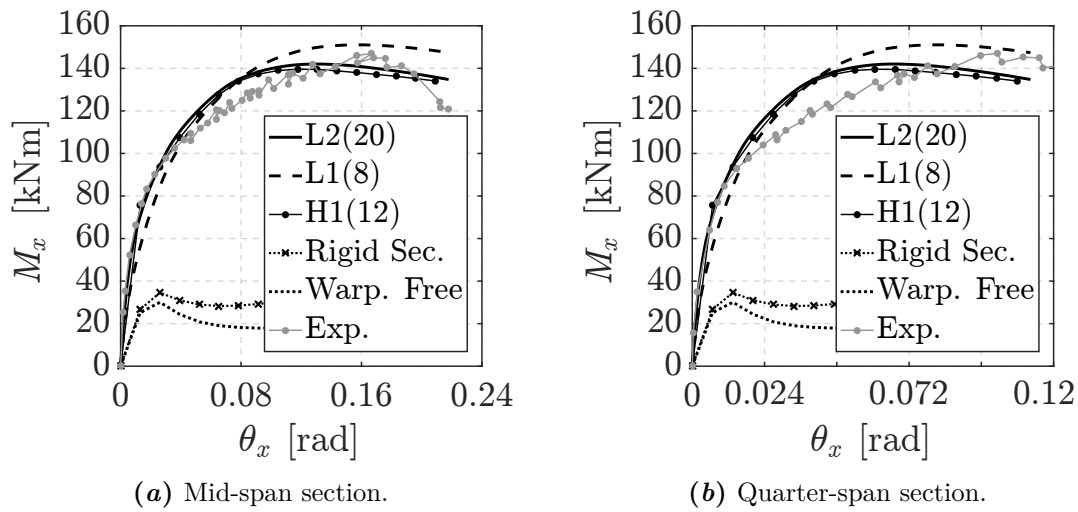 160
140
120
100
80
60
40
20
0
M_x [kNm]
L2(20)
L1(8)
H1(12)
Rigid Sec.
Warp. Free
Exp.
0 0.08 0.16 0.24
θ_x [rad]
(a) Mid-span section.
160
140
120
100
80
60
40
20
0
M_x [kNm]
L2(20)
L1(8)
H1(12)
Rigid Sec.
Warp. Free
Exp.
0 0.024 0.072 0.12
θ_x [rad]
(b) Quarter-span section.